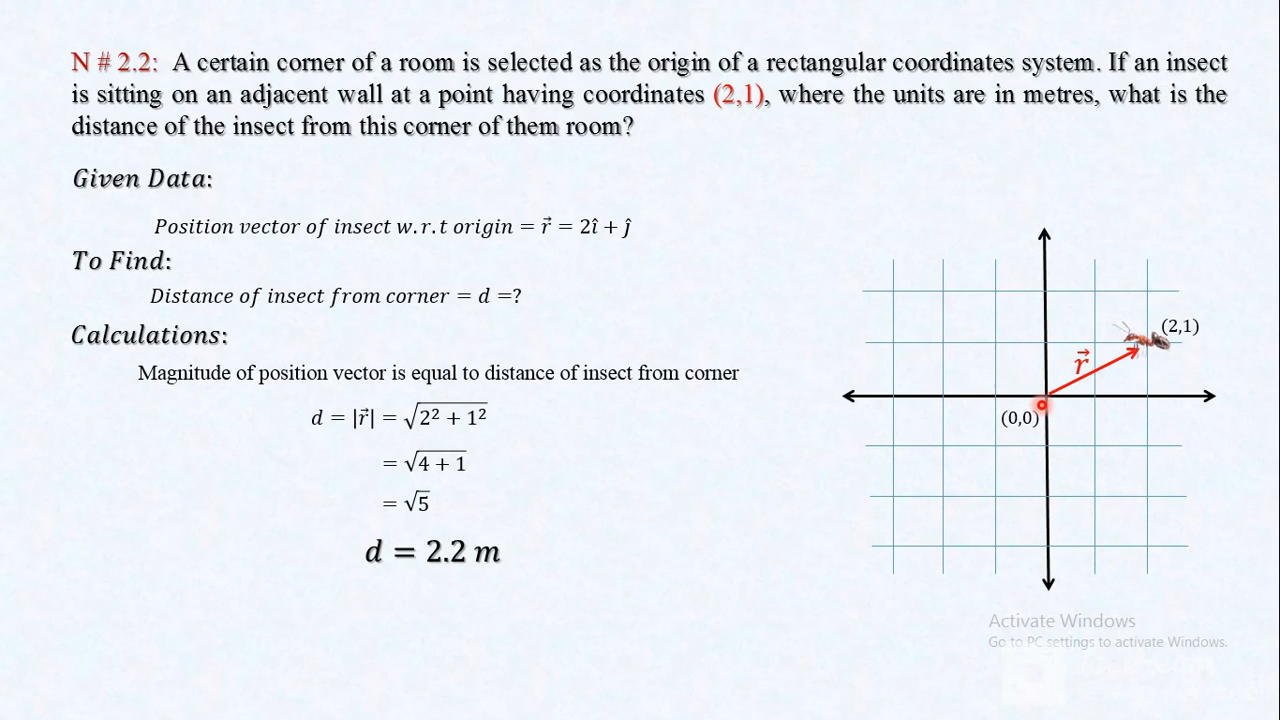 N # 2.2: A certain corner of a room is selected as the origin of a rectangular coordinates system. If an insect
is sitting on an adjacent wall at a point having coordinates (2,1), where the units are in metres, what is the
distance of the insect from this corner of them room?
Given Data:
Position vector of insect w.r.t origin = r⃗ = 2î + ĵ
To Find:
Distance of insect from corner = d =?
Calculations:
Magnitude of position vector is equal to distance of insect from corner
d = |r⃗| = √(2² + 1²)
= √(4 + 1)
= √5
d = 2.2 m
(2,1)
r⃗
(0,0)
Activate Windows
Go to PC settings to activate Windows.